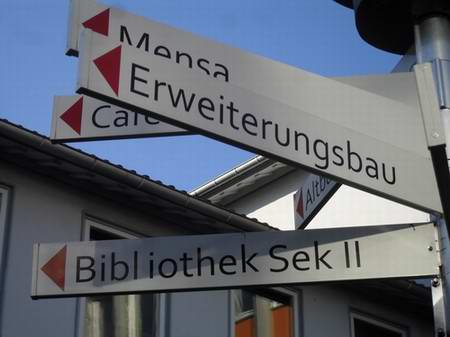 Mensa
Erweiterungsbau
Bibliothek Sek II